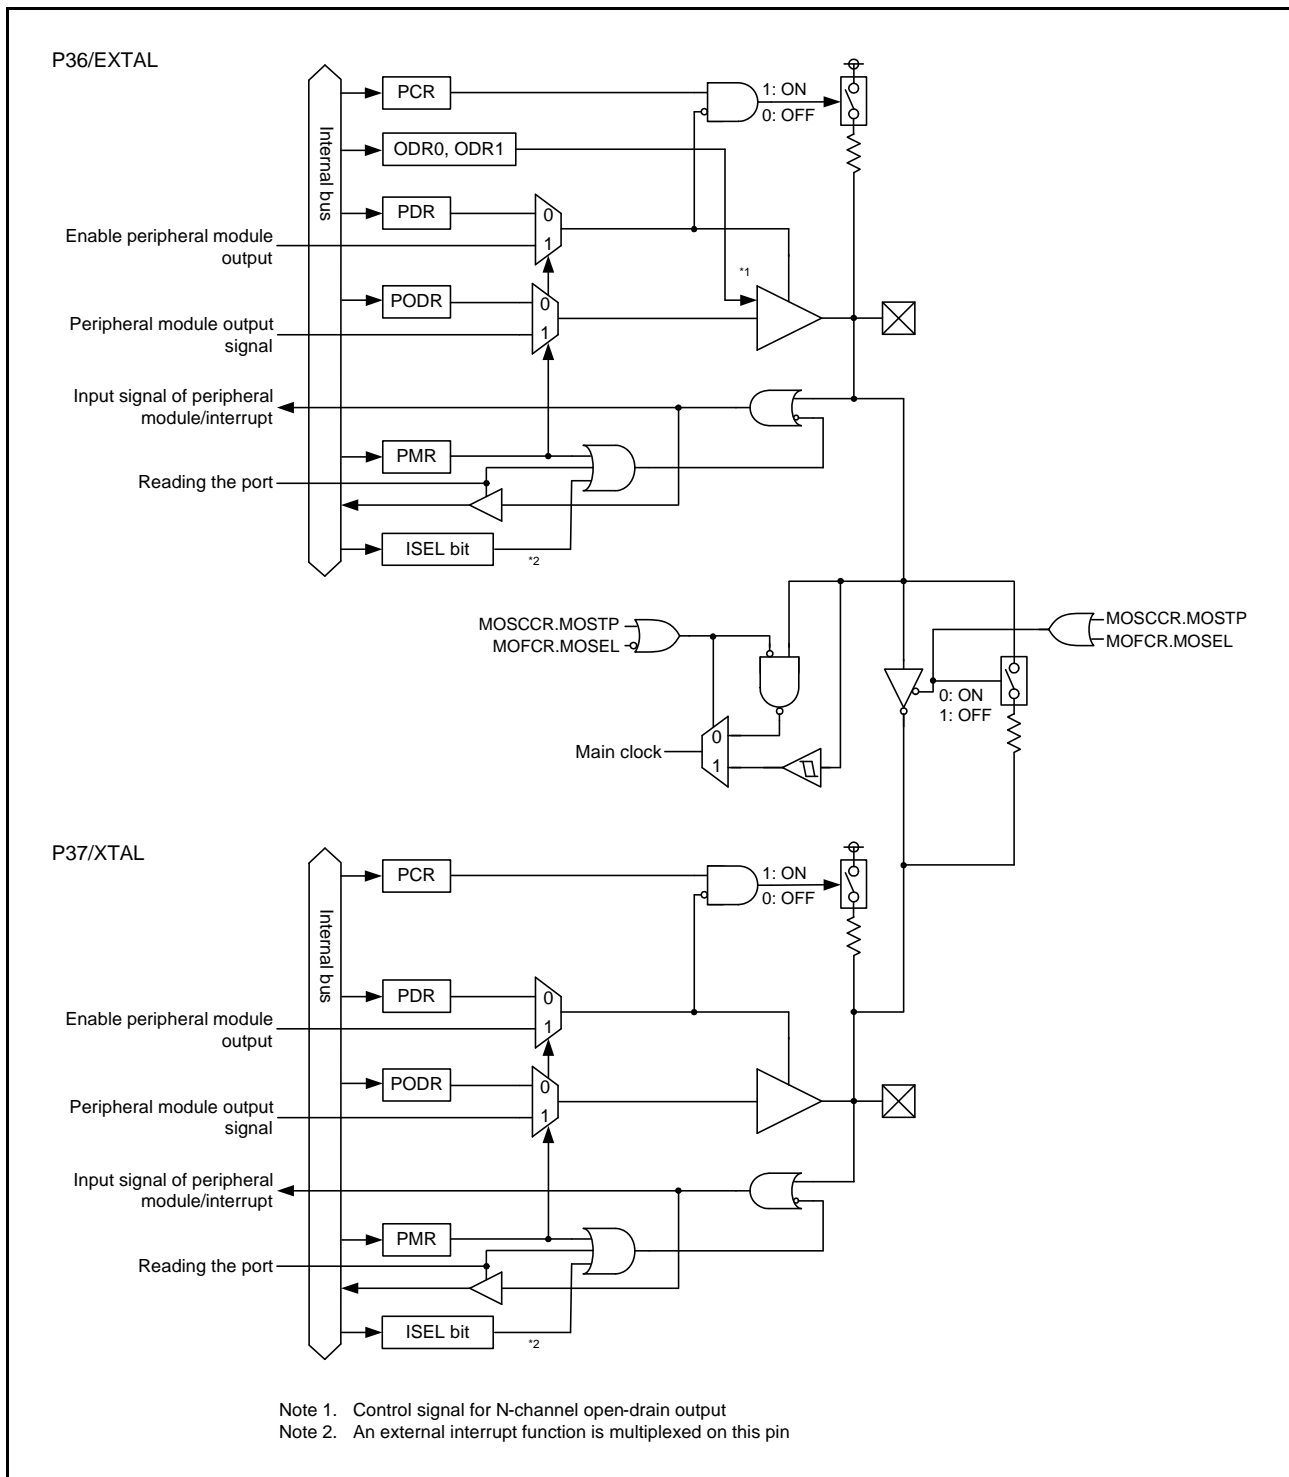 P36/EXTAL
PCR
1: ON
0: OFF
Internal bus
ODR0, ODR1
PDR
0
1
Enable peripheral module
output
*1
PODR
0
1
Peripheral module output
signal
Input signal of peripheral
module/interrupt
PMR
Reading the port
ISEL bit
*2
MOSCCR.MOSTP
MOFCR.MOSEL
MOSCCR.MOSTP
MOFCR.MOSEL
0: ON
1: OFF
Main clock
0
1
P37/XTAL
PCR
1: ON
0: OFF
Internal bus
PDR
0
1
Enable peripheral module
output
PODR
0
1
Peripheral module output
signal
Input signal of peripheral
module/interrupt
PMR
Reading the port
ISEL bit
*2
Note 1. Control signal for N-channel open-drain output
Note 2. An external interrupt function is multiplexed on this pin